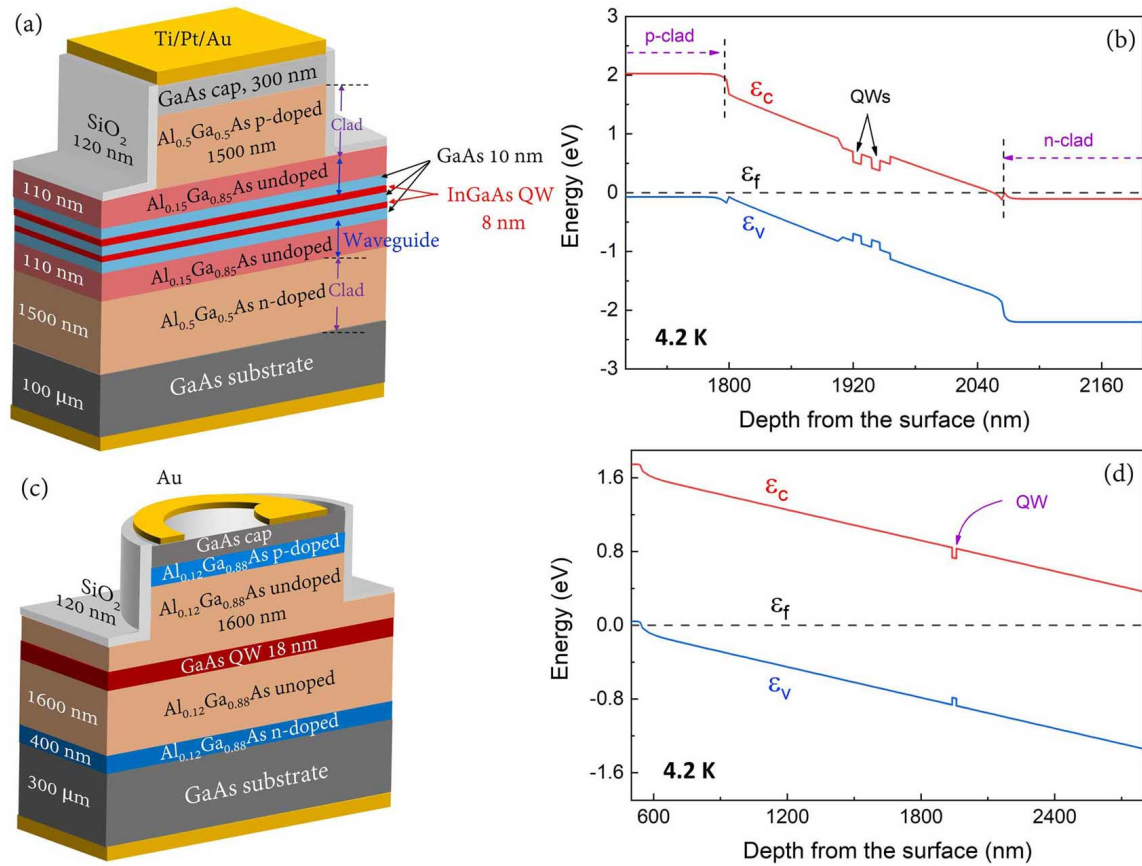 (a)
Ti/Pt/Au
GaAs cap, 300 nm
SiO2
120 nm
Al0.5Ga0.5As p-doped
1500 nm
Clad
GaAs 10 nm
110 nm
Al0.15Ga0.85As undoped
InGaAs QW
8 nm
Waveguide
110 nm
Al0.15Ga0.85As undoped
Clad
1500 nm
Al0.5Ga0.5As n-doped
100 μm
GaAs substrate
(b)
Energy (eV)
3
2
1
0
-1
-2
-3
p-clad
εC
QWs
n-clad
εf
εV
4.2 K
1800
1920
2040
2160
Depth from the surface (nm)
(c)
Au
GaAs cap
Al0.12Ga0.88As p-doped
SiO2
120 nm
Al0.12Ga0.88As undoped
1600 nm
GaAs QW 18 nm
1600 nm
Al0.12Ga0.88As unoped
400 nm
Al0.12Ga0.88As n-doped
300 μm
GaAs substrate
(d)
Energy (eV)
1.6
0.8
0.0
-0.8
-1.6
εC
QW
εf
εV
4.2 K
600
1200
1800
2400
Depth from the surface (nm)